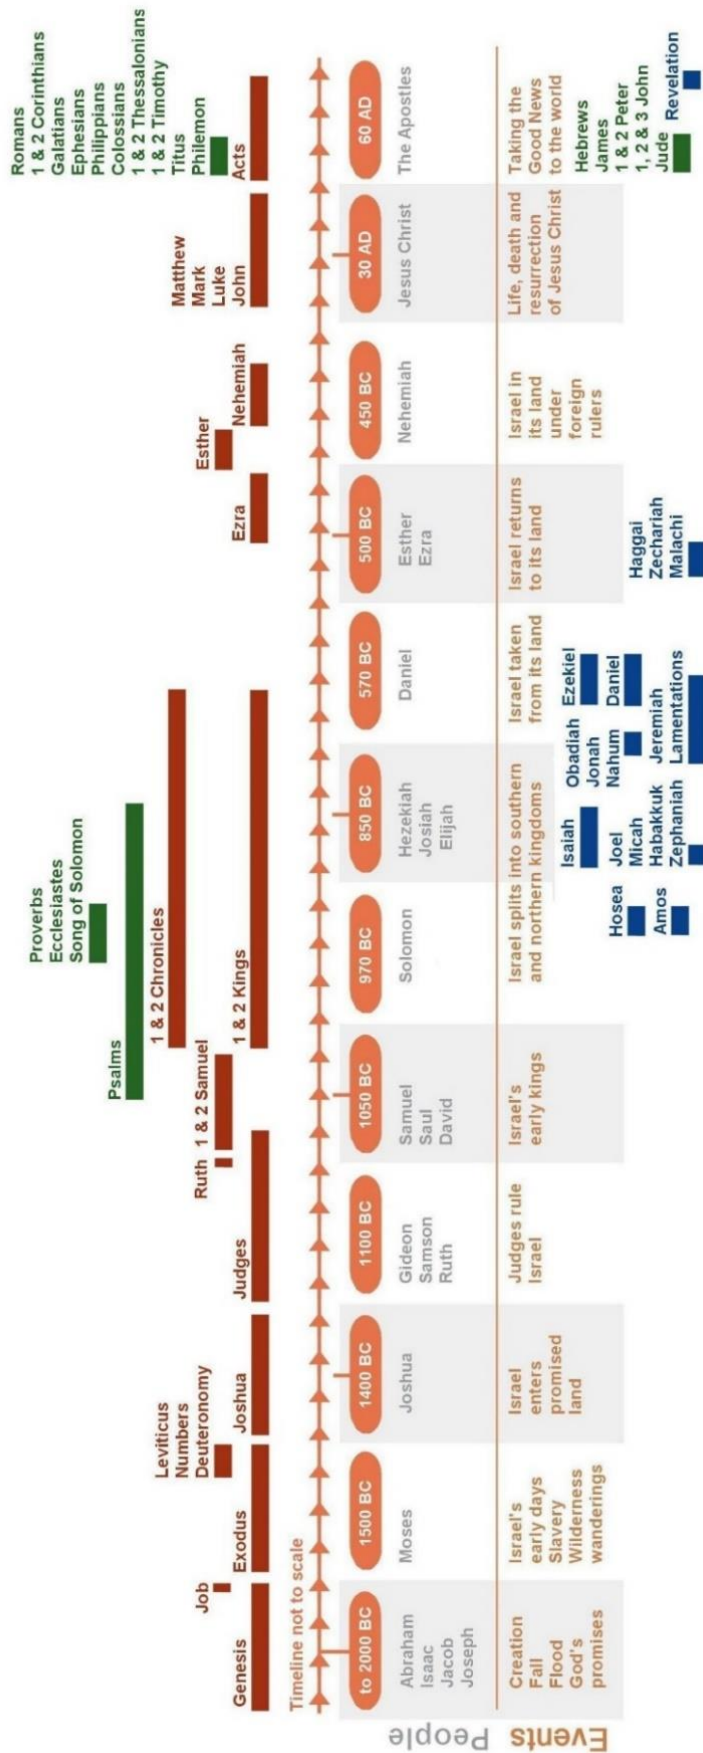 Proverbs
Ecclesiastes
Song of Solomon
Psalms
1 & 2 Chronicles
Romans
1 & 2 Corinthians
Galatians
Ephesians
Philippians
Colossians
1 & 2 Thessalonians
1 & 2 Timothy
Titus
Philemon
Leviticus
Numbers
Deuteronomy
Matthew
Mark
Luke
John
Job
Ruth
1 & 2 Samuel
Esther
Genesis
Exodus
Joshua
Judges
1 & 2 Kings
Ezra
Nehemiah
Acts
Timeline not to scale
to 2000 BC
1500 BC
1400 BC
1100 BC
1050 BC
970 BC
850 BC
570 BC
500 BC
450 BC
30 AD
60 AD
People
Abraham
Isaac
Jacob
Joseph
Moses
Joshua
Gideon
Samson
Ruth
Samuel
Saul
David
Solomon
Hezekiah
Josiah
Elijah
Daniel
Esther
Ezra
Nehemiah
Jesus Christ
The Apostles
Events
Creation
Fall
Flood
God's
promises
Israel's
early days
Slavery
Wilderness
wanderings
Israel
enters
promised
land
Judges rule
Israel
Israel's
early kings
Israel splits into southern
and northern kingdoms
Israel taken
from its land
Israel returns
to its land
Israel in
its land
under
foreign
rulers
Life, death and
resurrection
of Jesus Christ
Taking the
Good News
to the world
Hosea
Amos
Isaiah
Joel
Micah
Habakkuk
Zephaniah
Obadiah
Jonah
Nahum
Jeremiah
Lamentations
Ezekiel
Daniel
Haggai
Zechariah
Malachi
Hebrews
James
1 & 2 Peter
1, 2 & 3 John
Jude
Revelation